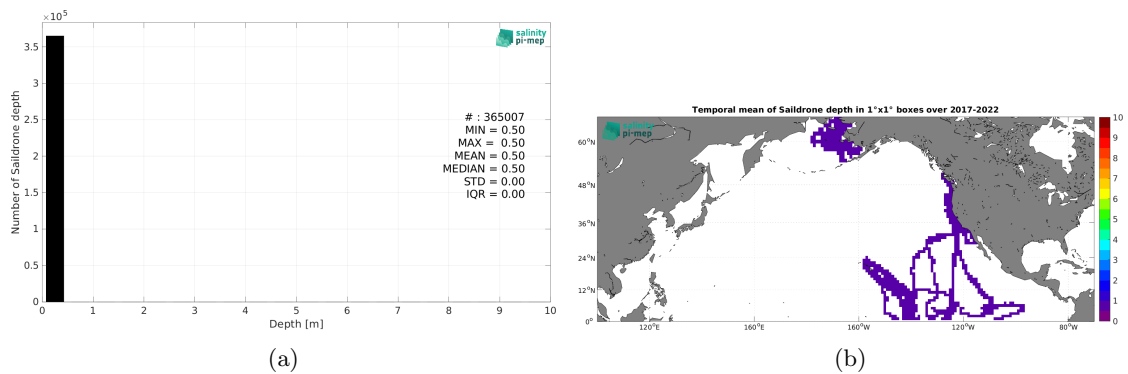 ×10⁵
3.5
3
2.5
2
1.5
1
0.5
0
0 1 2 3 4 5 6 7 8 9 10
Depth [m]
Number of Saildrone depth
salinity
pi-mep
# : 365007
MIN = 0.50
MAX = 0.50
MEAN = 0.50
MEDIAN = 0.50
STD = 0.00
IQR = 0.00
(a)
Temporal mean of Saildrone depth in 1°x1° boxes over 2017-2022
salinity
pi-mep
60°N
48°N
36°N
24°N
12°N
0°
120°E 160°E 160°W 120°W 80°W
10
9
8
7
6
5
4
3
2
1
0
(b)